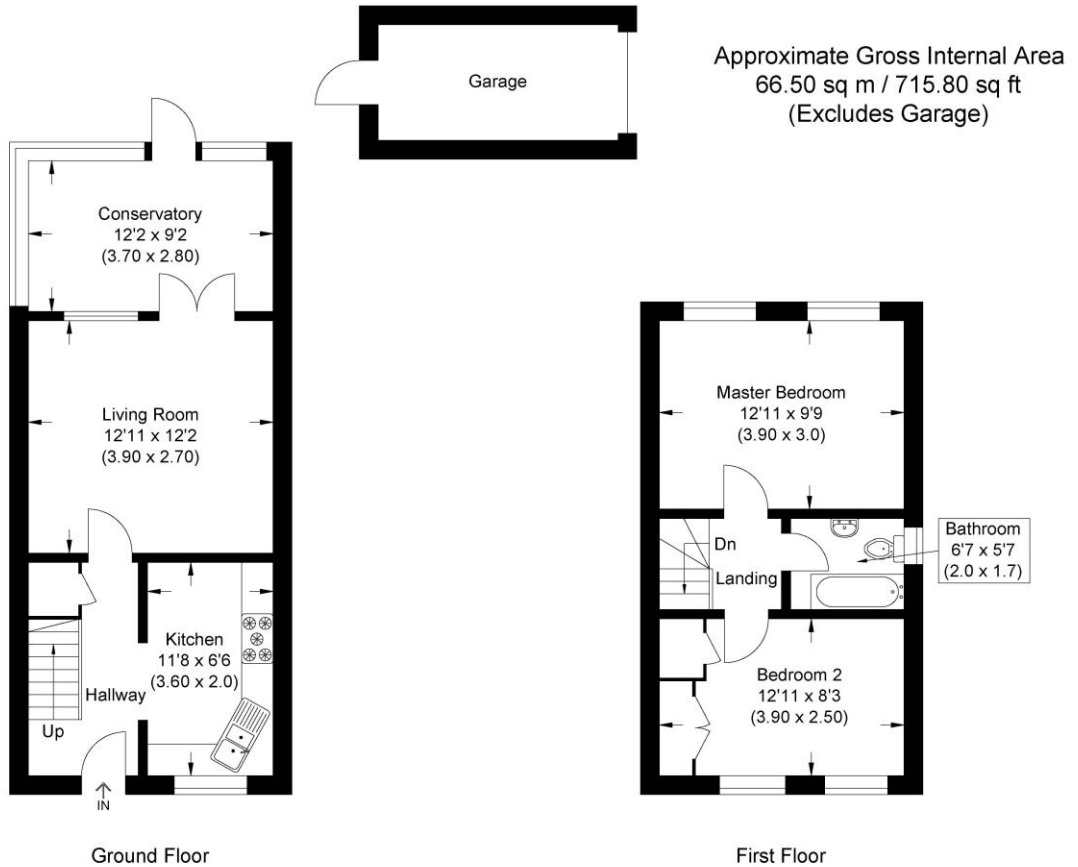 Garage
Approximate Gross Internal Area
66.50 sq m / 715.80 sq ft
(Excludes Garage)
Conservatory
12'2 x 9'2
(3.70 x 2.80)
Living Room
12'11 x 12'2
(3.90 x 2.70)
Kitchen
11'8 x 6'6
(3.60 x 2.0)
Hallway
Up
IN
Ground Floor
Master Bedroom
12'11 x 9'9
(3.90 x 3.0)
Dn
Landing
Bathroom
6'7 x 5'7
(2.0 x 1.7)
Bedroom 2
12'11 x 8'3
(3.90 x 2.50)
First Floor